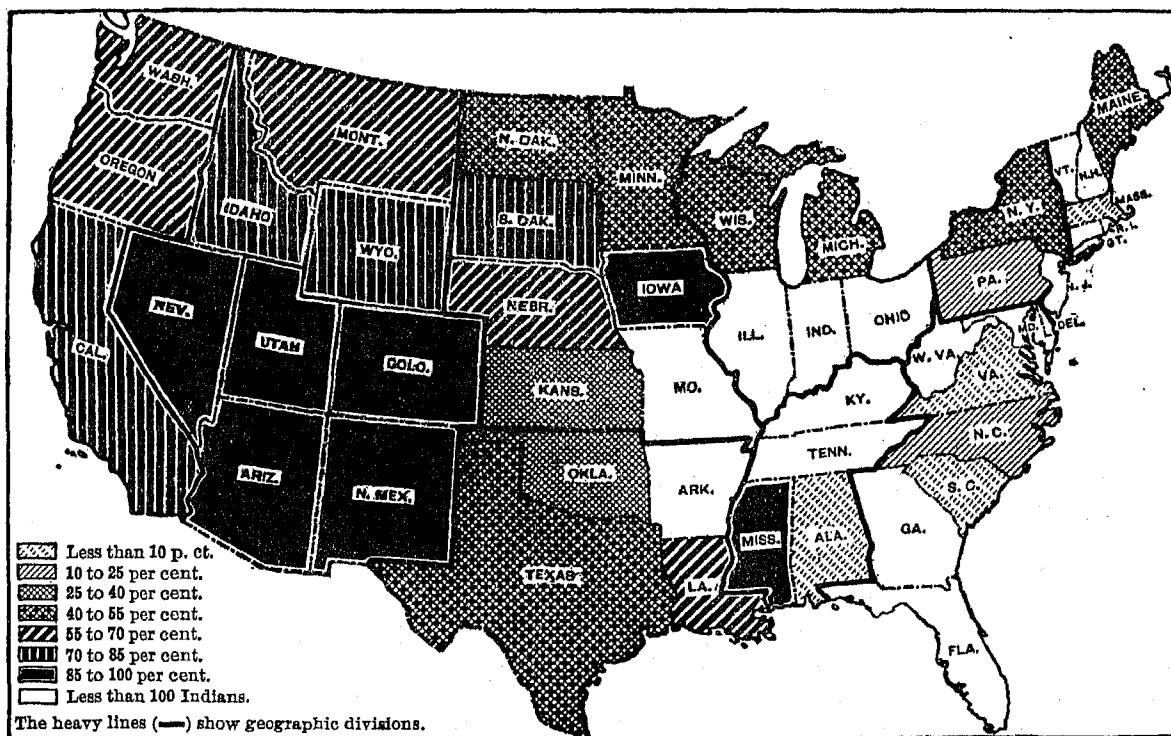 WASH.
MONT.
N. DAK.
MINN.
MAINE.
OREGON
IDAHO
VT.
N.H.
S. DAK.
WIS.
N. Y.
MASS.
WYO.
MICH.
R. I.
CT.
NEBR.
IOWA
PA.
N. J.
NEV.
UTAH
COLO.
ILL.
IND.
OHIO
MD.
DEL.
CAL.
KANS.
MO.
W. VA.
VA.
KY.
ARIZ.
N. MEX.
OKLA.
TENN.
N. C.
ARK.
S. C.
MISS.
ALA.
GA.
TEXAS
LA.
FLA.
Less than 10 p. ct.
10 to 25 per cent.
25 to 40 per cent.
40 to 55 per cent.
55 to 70 per cent.
70 to 85 per cent.
85 to 100 per cent.
Less than 100 Indians.
The heavy lines (━) show geographic divisions.